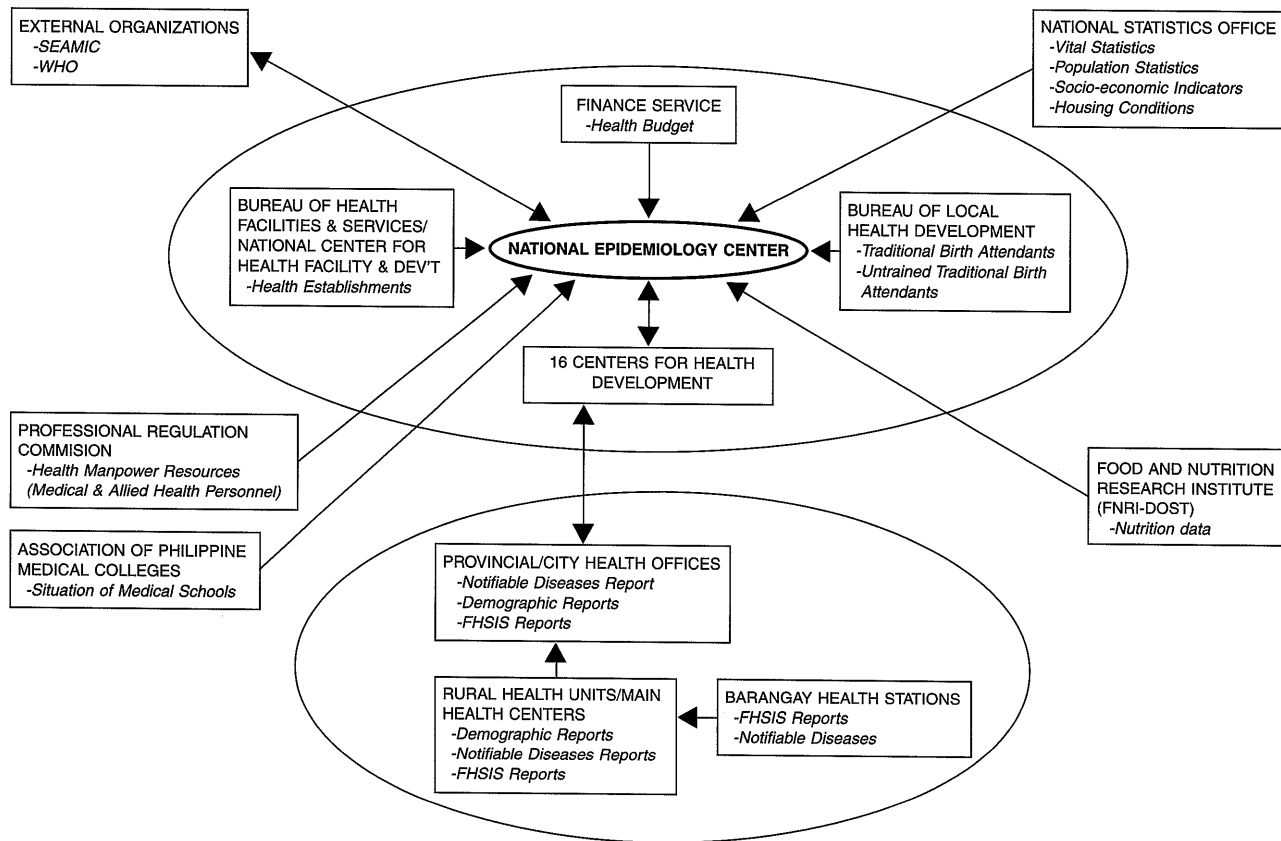 EXTERNAL ORGANIZATIONS
-SEAMIC
-WHO
NATIONAL STATISTICS OFFICE
-Vital Statistics
-Population Statistics
-Socio-economic Indicators
-Housing Conditions
FINANCE SERVICE
-Health Budget
BUREAU OF HEALTH
FACILITIES & SERVICES/
NATIONAL CENTER FOR
HEALTH FACILITY & DEV'T
-Health Establishments
NATIONAL EPIDEMIOLOGY CENTER
BUREAU OF LOCAL
HEALTH DEVELOPMENT
-Traditional Birth Attendants
-Untrained Traditional Birth
Attendants
16 CENTERS FOR HEALTH
DEVELOPMENT
PROFESSIONAL REGULATION
COMMISION
-Health Manpower Resources
(Medical & Allied Health Personnel)
FOOD AND NUTRITION
RESEARCH INSTITUTE
(FNRI-DOST)
-Nutrition data
ASSOCIATION OF PHILIPPINE
MEDICAL COLLEGES
-Situation of Medical Schools
PROVINCIAL/CITY HEALTH OFFICES
-Notifiable Diseases Report
-Demographic Reports
-FHSIS Reports
RURAL HEALTH UNITS/MAIN
HEALTH CENTERS
-Demographic Reports
-Notifiable Diseases Reports
-FHSIS Reports
BARANGAY HEALTH STATIONS
-FHSIS Reports
-Notifiable Diseases